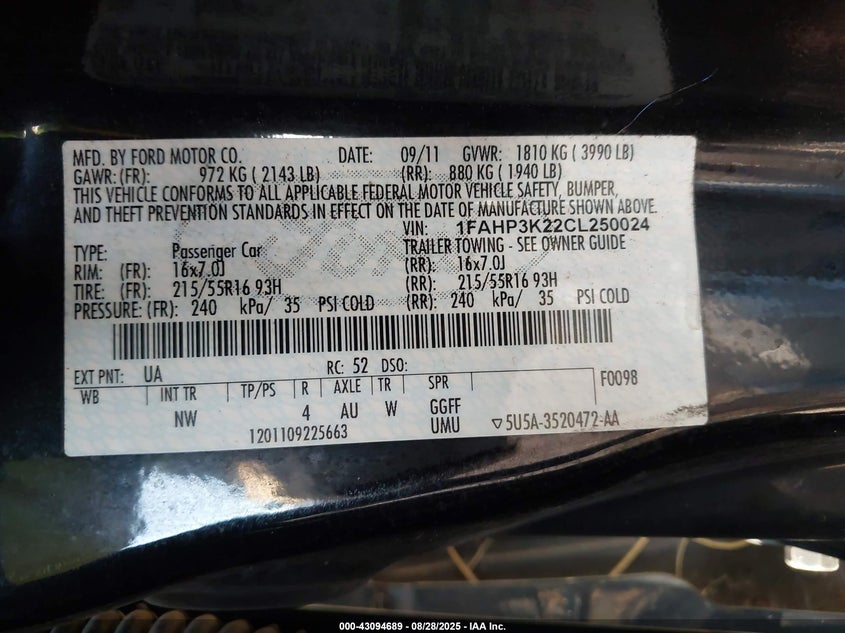 MFD. BY FORD MOTOR CO. DATE: 09/11 GVWR: 1810 KG ( 3990 LB)
GAWR: (FR): 972 KG ( 2143 LB) (RR): 880 KG ( 1940 LB)
THIS VEHICLE CONFORMS TO ALL APPLICABLE FEDERAL MOTOR VEHICLE SAFETY, BUMPER,
AND THEFT PREVENTION STANDARDS IN EFFECT ON THE DATE OF MANUFACTURE SHOWN ABOVE.
VIN: 1FAHP3K22CL250024
TYPE: Passenger Car TRAILER TOWING - SEE OWNER GUIDE
RIM: (FR): 16x7.0J (RR): 16x7.0J
TIRE: (FR): 215/55R16 93H (RR): 215/55R16 93H
PRESSURE: (FR): 240 kPa/ 35 PSI COLD (RR): 240 kPa/ 35 PSI COLD
EXT PNT: UA RC: 52 DSO:
WB INT TR TP/PS R AXLE TR SPR F0098
NW 4 AU W GGFF
1201109225663 UMU ▽5U5A-3520472-AA
000-43094689 - 08/28/2025 - IAA Inc.